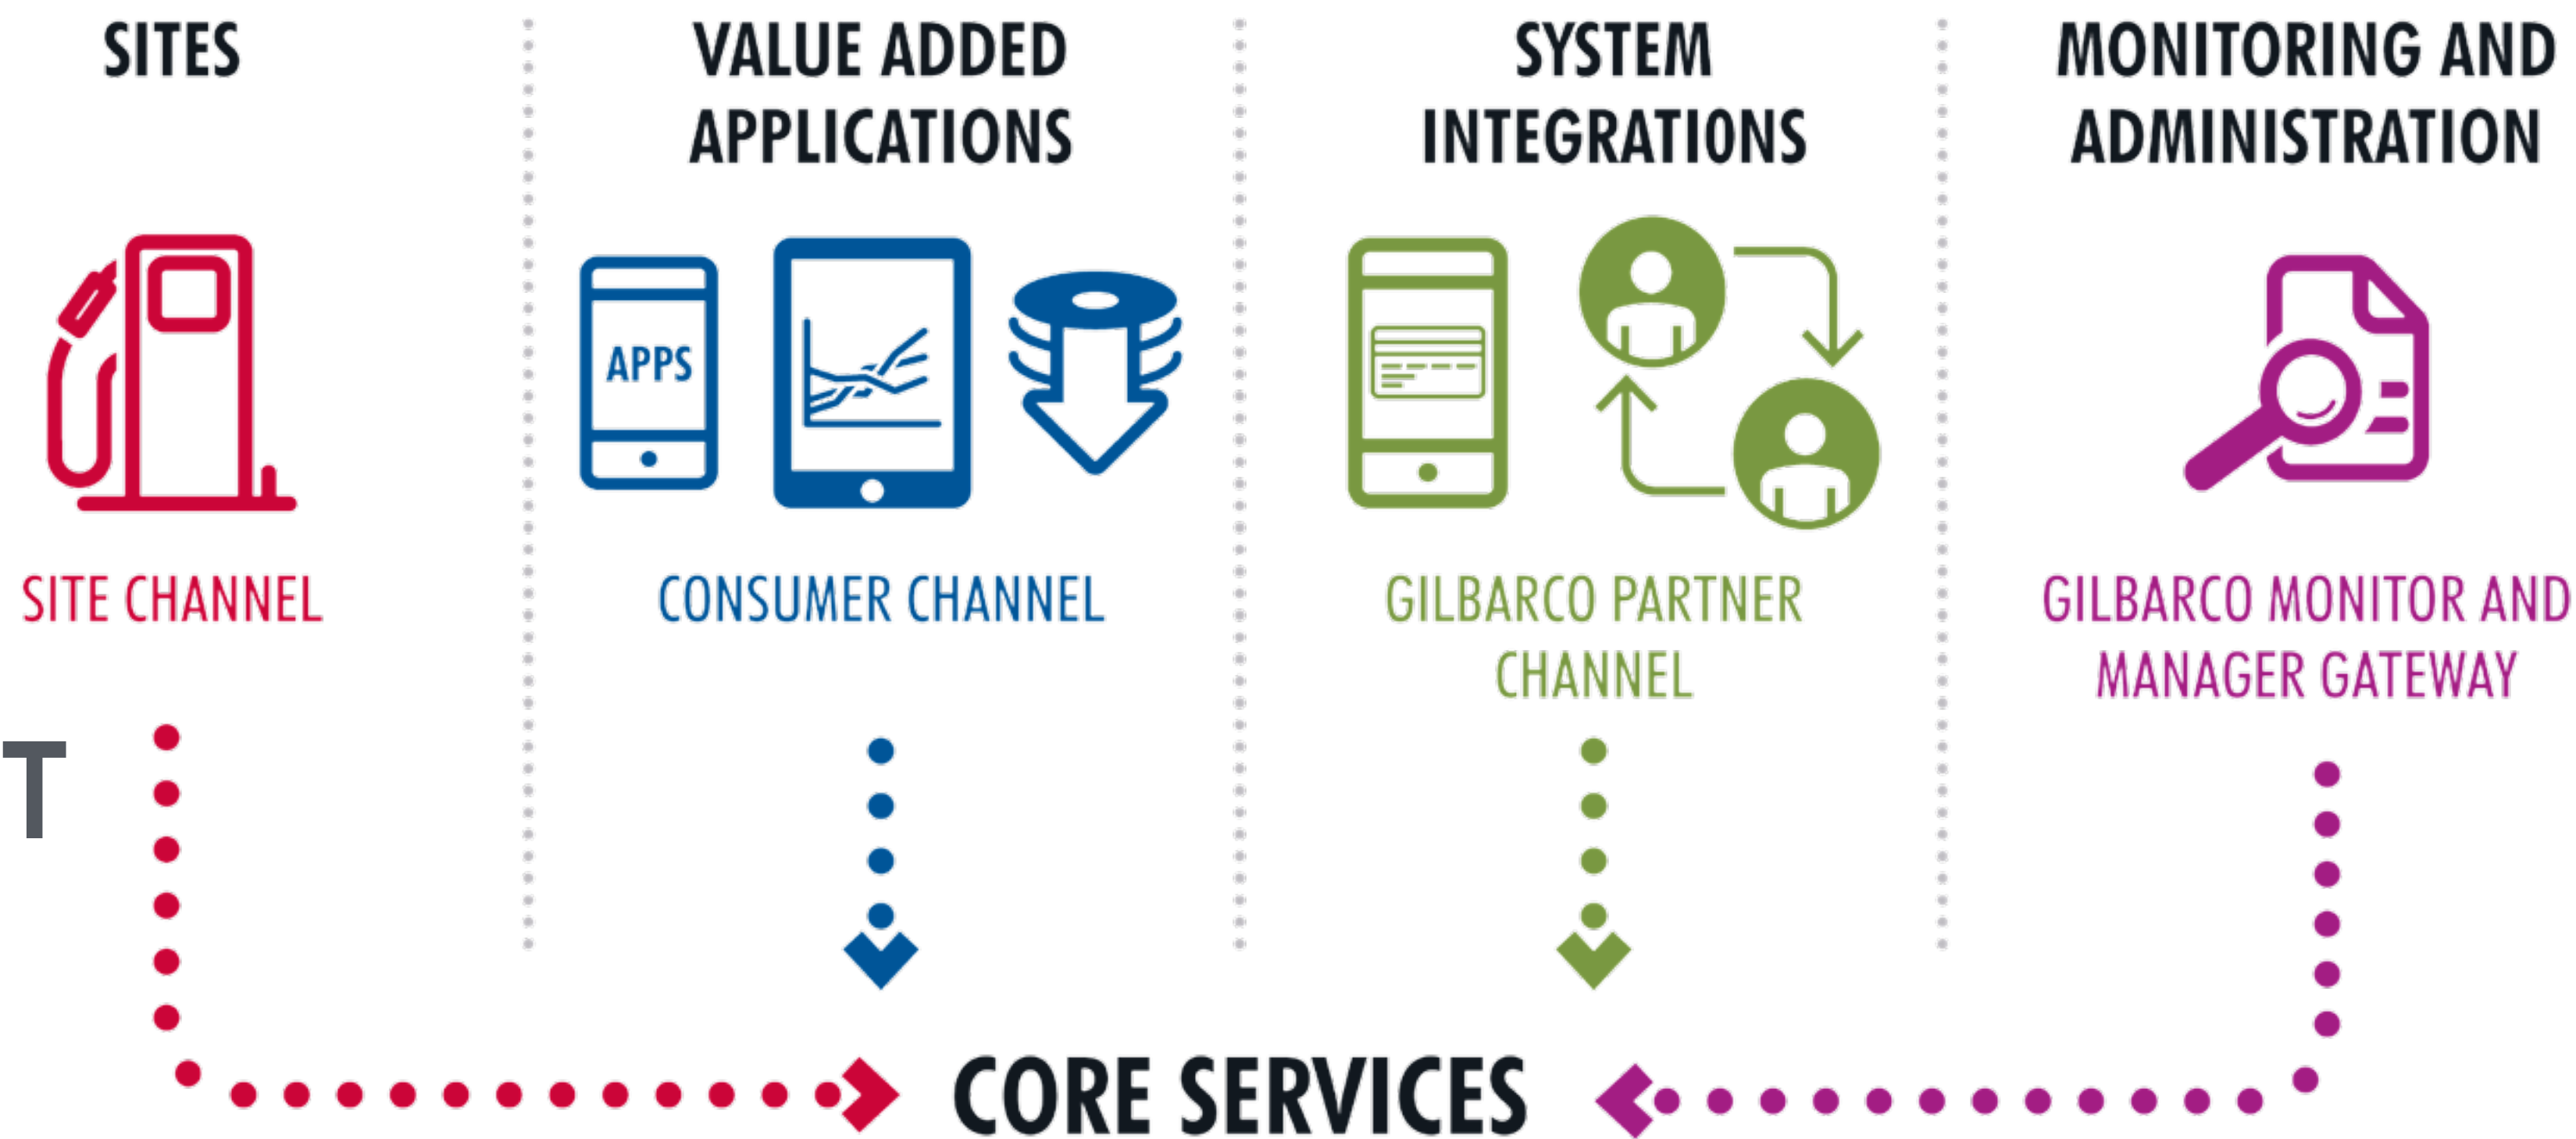 SITES
VALUE ADDED
APPLICATIONS
SYSTEM
INTEGRATIONS
MONITORING AND
ADMINISTRATION
APPS
SITE CHANNEL
CONSUMER CHANNEL
GILBARCO PARTNER
CHANNEL
GILBARCO MONITOR AND
MANAGER GATEWAY
T
CORE SERVICES